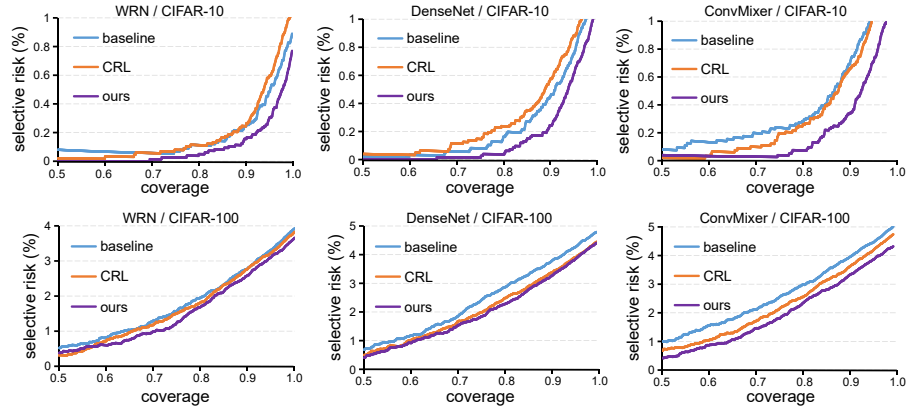 WRN / CIFAR-10
selective risk (%)
1
0.8
0.6
0.4
0.2
0
baseline
CRL
ours
0.5 0.6 0.7 0.8 0.9 1.0
coverage
DenseNet / CIFAR-10
selective risk (%)
1
0.8
0.6
0.4
0.2
0
baseline
CRL
ours
0.5 0.6 0.7 0.8 0.9 1.0
coverage
ConvMixer / CIFAR-10
selective risk (%)
1
0.8
0.6
0.4
0.2
0
baseline
CRL
ours
0.5 0.6 0.7 0.8 0.9 1.0
coverage
WRN / CIFAR-100
selective risk (%)
4
3
2
1
0
baseline
CRL
ours
0.5 0.6 0.7 0.8 0.9 1.0
coverage
DenseNet / CIFAR-100
selective risk (%)
5
4
3
2
1
0
baseline
CRL
ours
0.5 0.6 0.7 0.8 0.9 1.0
coverage
ConvMixer / CIFAR-100
selective risk (%)
5
4
3
2
1
0
baseline
CRL
ours
0.5 0.6 0.7 0.8 0.9 1.0
coverage